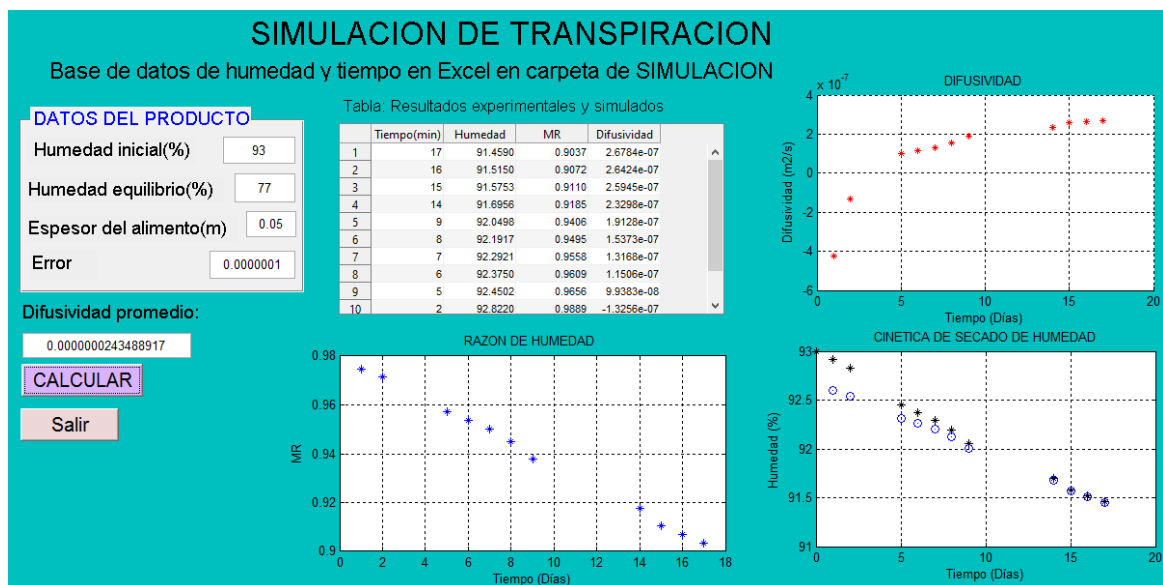 SIMULACION DE TRANSPIRACION
Base de datos de humedad y tiempo en Excel en carpeta de SIMULACION
DATOS DEL PRODUCTO
Humedad inicial(%) 93
Humedad equilibrio(%) 77
Espesor del alimento(m) 0.05
Error 0.0000001
Difusividad promedio:
0.0000000243488917
CALCULAR
Salir
Tabla: Resultados experimentales y simulados
Tiempo(min) Humedad MR Difusividad
1 17 91.4590 0.9037 2.6784e-07
2 16 91.5150 0.9072 2.6424e-07
3 15 91.5753 0.9110 2.5945e-07
4 14 91.6956 0.9185 2.3298e-07
5 9 92.0498 0.9406 1.9128e-07
6 8 92.1917 0.9495 1.5373e-07
7 7 92.2921 0.9558 1.3168e-07
8 6 92.3750 0.9609 1.1506e-07
9 5 92.4502 0.9656 9.9383e-08
10 2 92.8220 0.9889 -1.3256e-07
RAZON DE HUMEDAD
MR
0.98
0.96
0.94
0.92
0.9
0 2 4 6 8 10 12 14 16 18
Tiempo (Días)
DIFUSIVIDAD
x 10-7
Difusividad (m2/s)
4
2
0
-2
-4
-6
0 5 10 15 20
Tiempo (Días)
CINETICA DE SECADO DE HUMEDAD
Humedad (%)
93
92.5
92
91.5
91
0 5 10 15 20
Tiempo (Días)